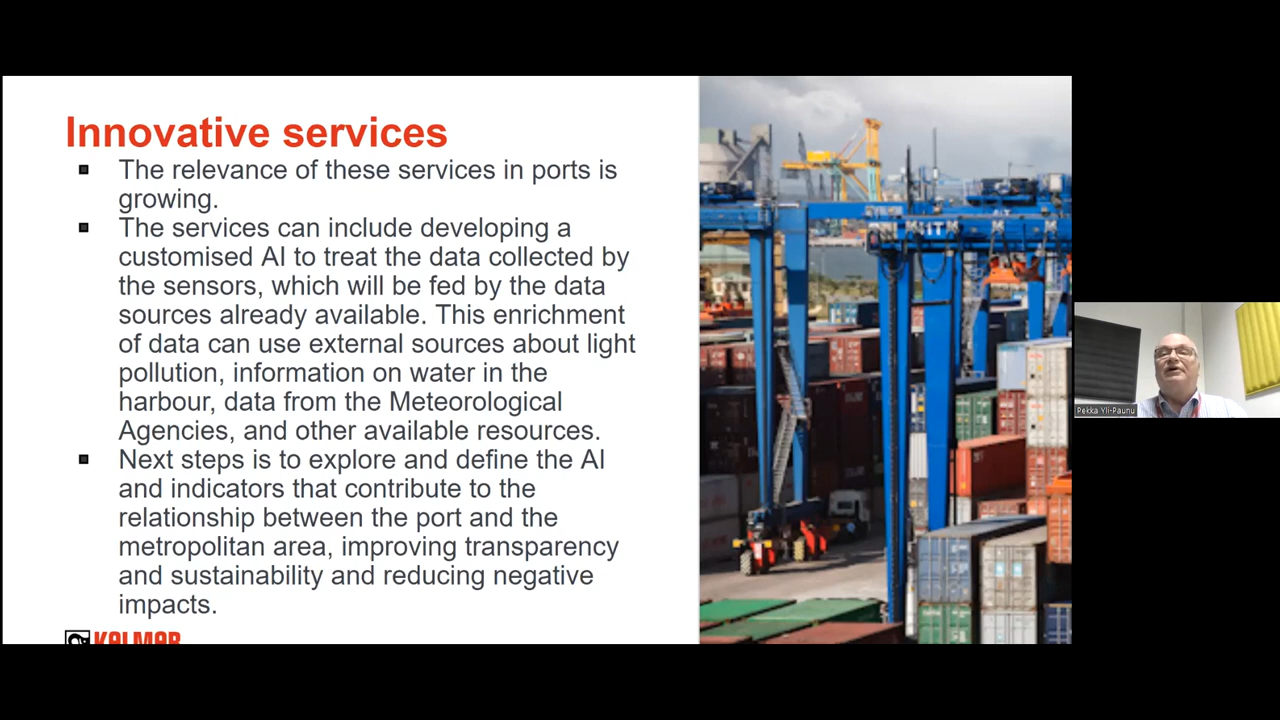 Innovative services
The relevance of these services in ports is
growing.
The services can include developing a
customised AI to treat the data collected by
the sensors, which will be fed by the data
sources already available. This enrichment
of data can use external sources about light
pollution, information on water in the
harbour, data from the Meteorological
Agencies, and other available resources.
Next steps is to explore and define the AI
and indicators that contribute to the
relationship between the port and the
metropolitan area, improving transparency
and sustainability and reducing negative
impacts.
KALMAR
Pekka Yli-Paunu